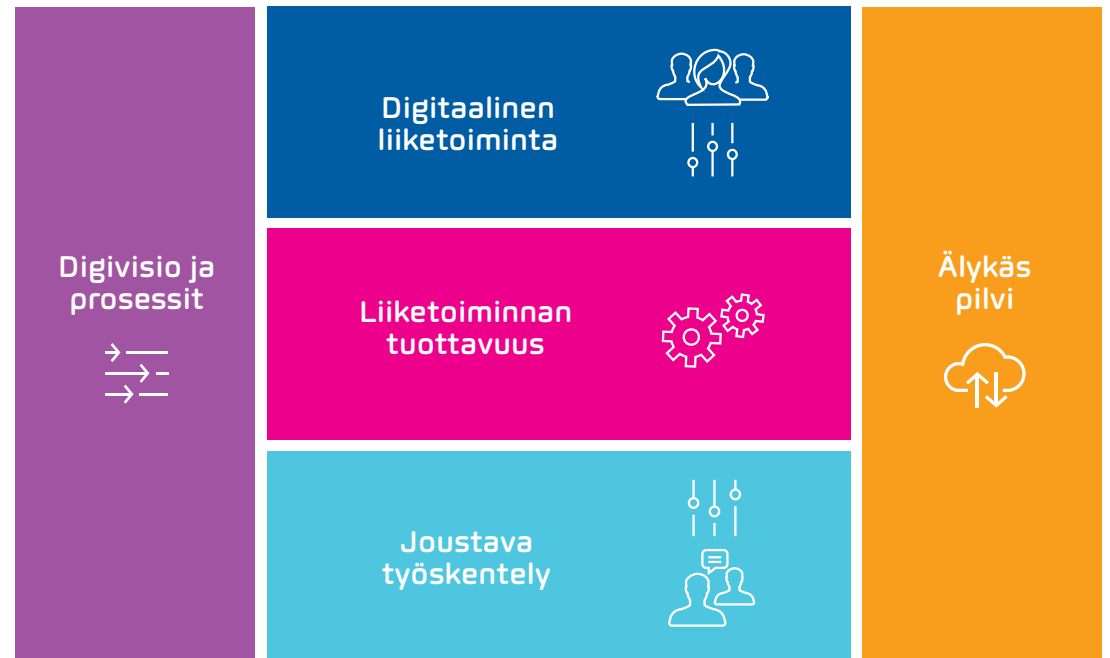 Digivisio ja
prosessit
Digitaalinen
liiketoiminta
Liiketoiminnan
tuottavuus
Joustava
työskentely
Älykäs
pilvi